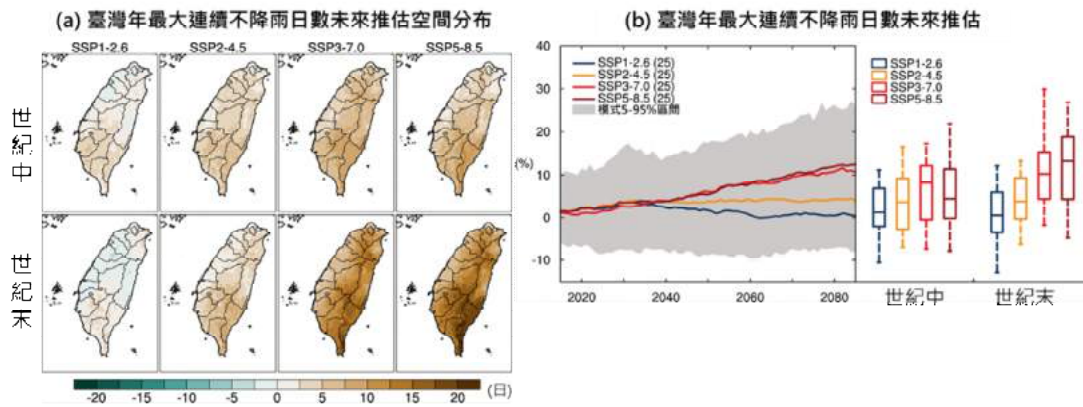 (a) 臺灣年最大連續不降雨日數未來推估空間分布
SSP1-2.6 SSP2-4.5 SSP3-7.0 SSP5-8.5
世紀中
世紀末
-20 -15 -10 -5 0 5 10 15 20 (日)
(b) 臺灣年最大連續不降雨日數未來推估
40
30
20
(%)
10
0
-10
SSP1-2.6 (25)
SSP2-4.5 (25)
SSP3-7.0 (25)
SSP5-8.5 (25)
模式5-95%區間
2020 2040 2060 2080
SSP1-2.6
SSP2-4.5
SSP3-7.0
SSP5-8.5
世紀中 世紀末